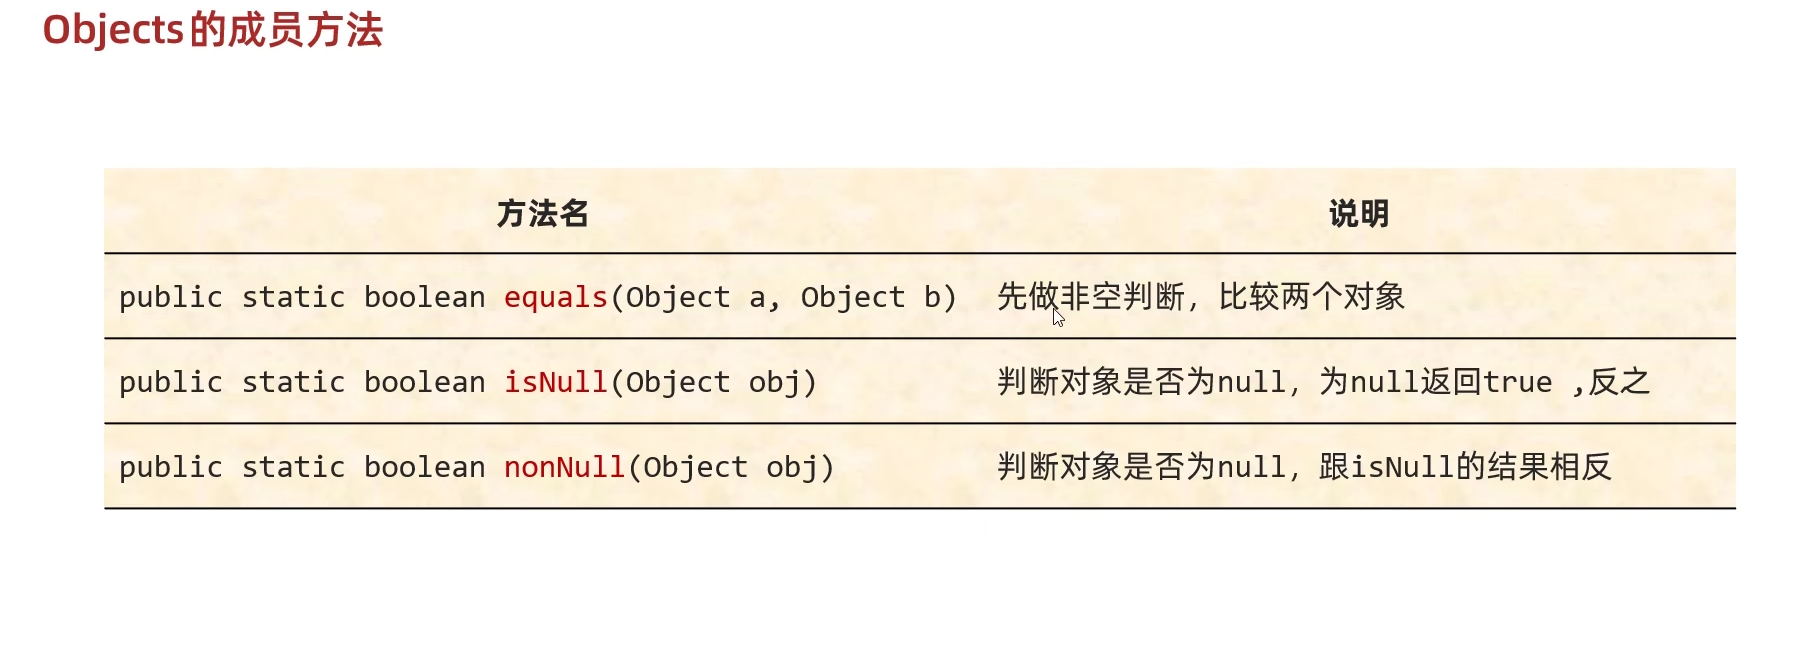 Objects的成员方法
方法名 说明
public static boolean equals(Object a, Object b) 先做非空判断，比较两个对象
public static boolean isNull(Object obj) 判断对象是否为null，为null返回true ,反之
public static boolean nonNull(Object obj) 判断对象是否为null，跟isNull的结果相反